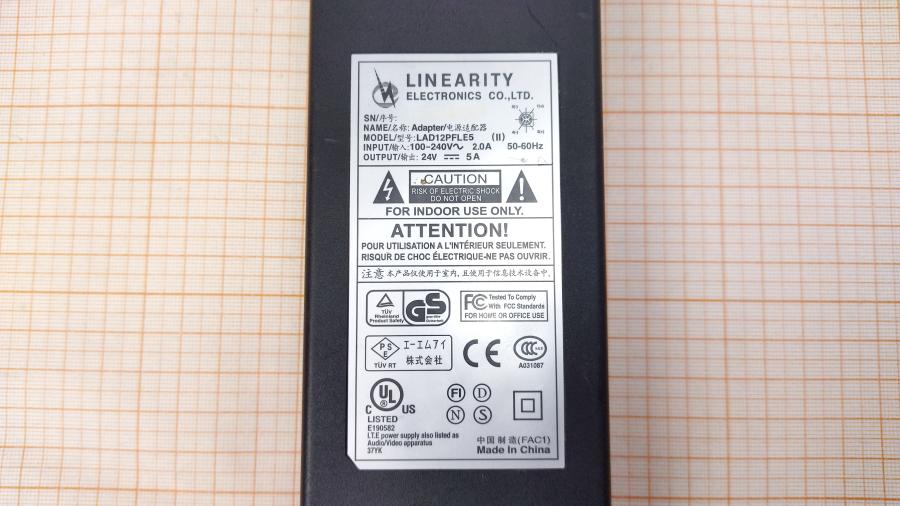 LINEARITY
ELECTRONICS CO.,LTD.
SN/序号:
NAME/名称: Adapter/电源适配器
MODEL/型号: LAD12PFLE5 (II)
INPUT/输入: 100-240V~ 2.0A 50-60Hz
OUTPUT/输出: 24V ⎓ 5A
CAUTION
RISK OF ELECTRIC SHOCK
DO NOT OPEN
FOR INDOOR USE ONLY.
ATTENTION!
POUR UTILISATION A L'INTÉRIEUR SEULEMENT.
RISQUŔ DE CHOC ÉLECTRIQUE-NE PAS OUVRIR.
注意 本产品仅使用于室内, 且使用于信息技术设备中.
TÜV
Rheinland
Product Safety
GS
geprüfte
Sicherheit
FC Tested To Comply
With FCC Standards
FOR HOME OR OFFICE USE
PSE
TÜV RT
エーエムアイ
株式会社
CE
CCC S&E
A031087
C UL ® US
LISTED
E190582
I.T.E power supply also listed as
Audio/Video apparatus
37YK
FI D
N S
中国制造(FAC1)
Made In China